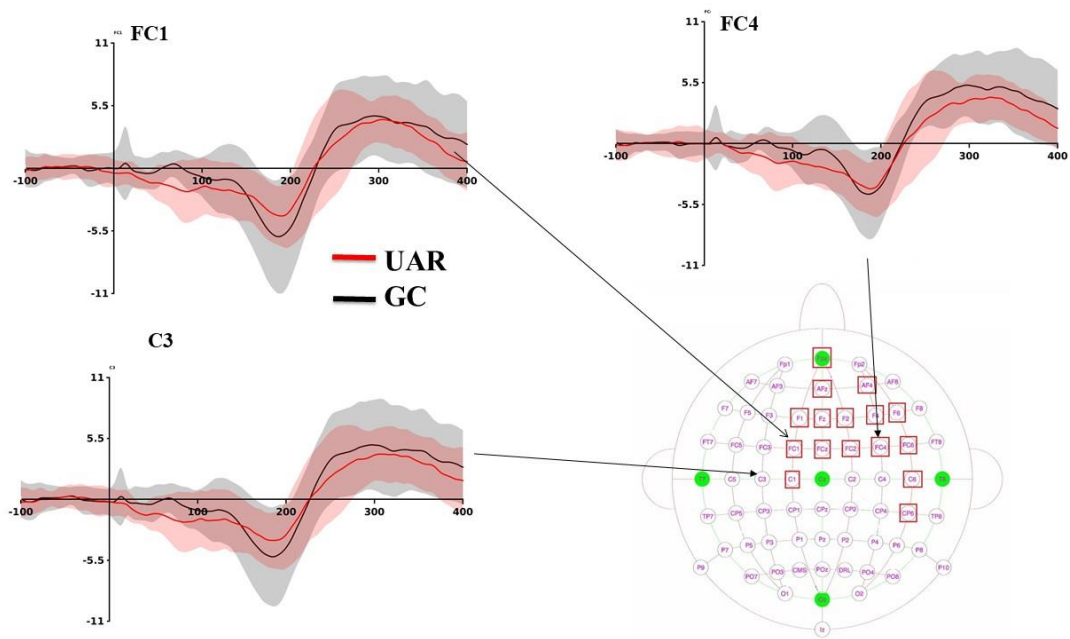 FC1
11
5.5
-100
100
200
300
400
-5.5
-11
FC4
11
5.5
-100
100
200
300
400
-5.5
-11
UAR
GC
C3
11
5.5
-100
100
200
300
400
-5.5
-11
Fp1 Fp2
AF7 AF3 AFz AF4 AF8
F7 F5 F3 F1 Fz F2 F4 F6 F8
FT7 FC5 FC3 FC1 FCz FC2 FC4 FC6 FT8
T7 C5 C3 C1 C2 C4 C6 T8
TP7 CP5 CP3 CP1 CPz CP2 CP4 CP6 TP8
P9 P7 P5 P3 P1 Pz P2 P4 P6 P8 P10
PO7 PO3 CMS POz DRL PO4 PO8
O1 Oz O2
Iz